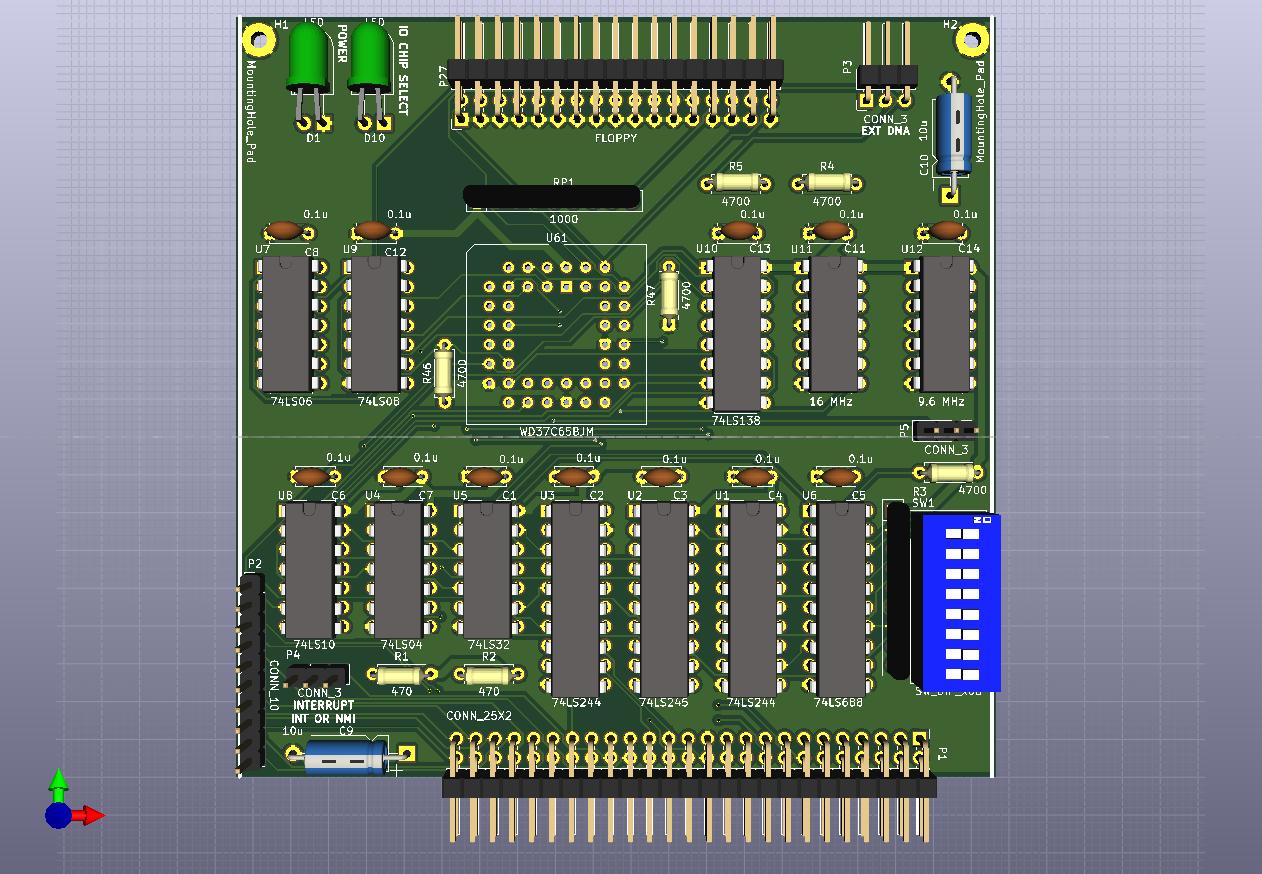 H1
LED
LED
H2
POWER
IO CHIP SELECT
MountingHole_Pad
P27
P3
MountingHole_Pad
D1
D10
FLOPPY
CONN_3
EXT DMA
10u
C10
RP1
1000
R5
4700
R4
4700
0.1u
0.1u
0.1u
0.1u
0.1u
U7
C8
U9
C12
U61
U10
C13
U11
C11
U12
C14
R47
4700
R46
4700
74LS06
74LS08
WD37C65BJM
74LS138
16 MHz
9.6 MHz
P5
CONN_3
0.1u
0.1u
0.1u
0.1u
0.1u
0.1u
0.1u
R3
4700
U8
C6
U4
C7
U5
C1
U3
C2
U2
C3
U1
C4
U6
C5
SW1
ON
P2
CONN_10
74LS10
74LS04
74LS32
74LS244
74LS245
74LS244
74LS688
P4
CONN_3
INTERRUPT
INT OR NMI
R1
470
R2
470
10u
C9
CONN_25X2
P1